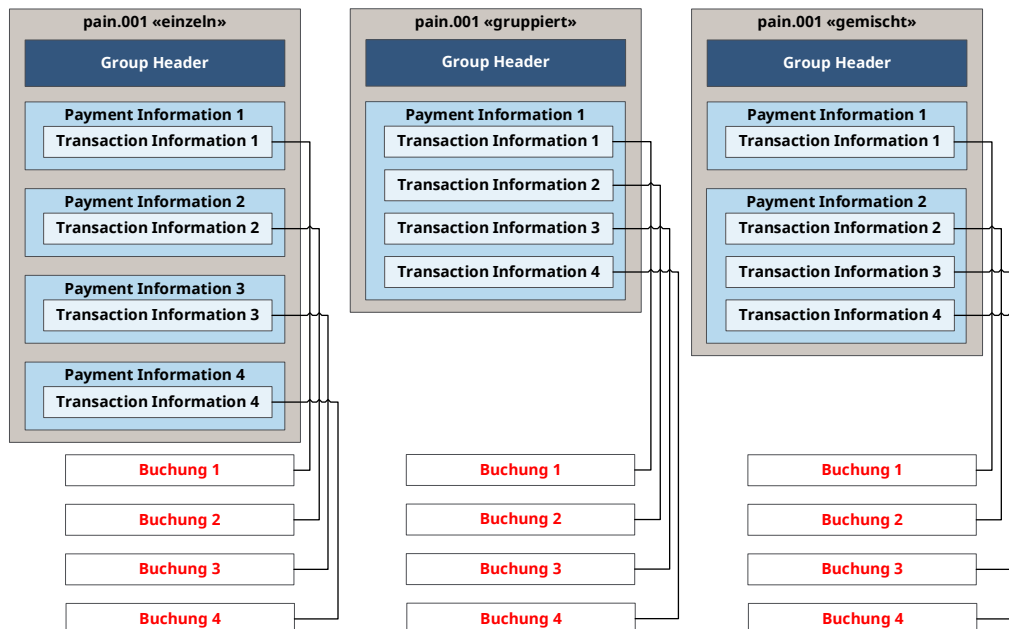 pain.001 «einzeln»
Group Header
Payment Information 1
Transaction Information 1
Payment Information 2
Transaction Information 2
Payment Information 3
Transaction Information 3
Payment Information 4
Transaction Information 4
Buchung 1
Buchung 2
Buchung 3
Buchung 4
pain.001 «gruppiert»
Group Header
Payment Information 1
Transaction Information 1
Transaction Information 2
Transaction Information 3
Transaction Information 4
Buchung 1
Buchung 2
Buchung 3
Buchung 4
pain.001 «gemischt»
Group Header
Payment Information 1
Transaction Information 1
Payment Information 2
Transaction Information 2
Transaction Information 3
Transaction Information 4
Buchung 1
Buchung 2
Buchung 3
Buchung 4